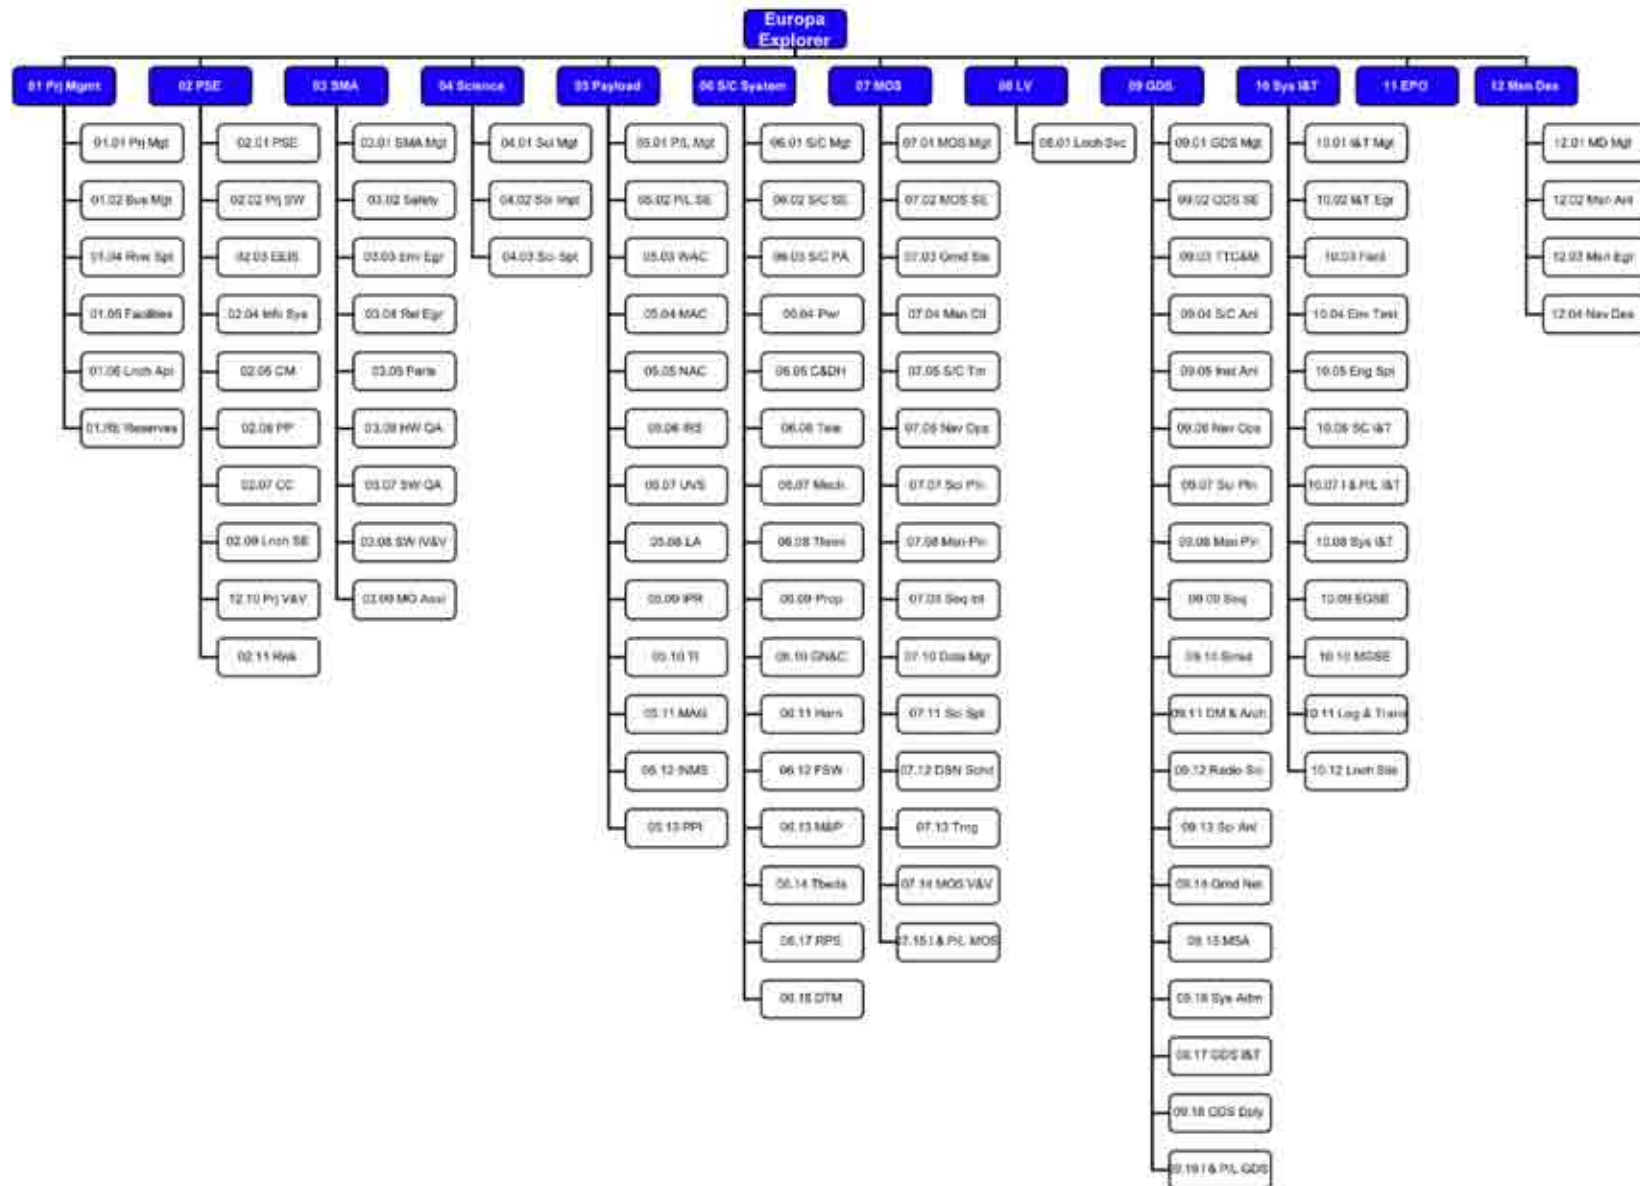 Europa
Explorer
01 Prj Mgmt
02 PSE
03 SMA
04 Science
05 Payload
06 S/C System
07 MOS
08 LV
09 GDS
10 Sys I&T
11 EPO
12 Msn Des
01.01 Prj Mgt
01.02 Bus Mgt
01.04 Rvw Spt
01.05 Facilities
01.06 Lnch Apl
Reserves
02.01 PSE
02.02 Prj SW
02.03 EEIS
02.04 Info Sys
02.05 CM
02.06 PP
02.07 CC
02.09 Lnch SE
12.10 Prj V&V
02.11 Risk
03.01 SMA Mgt
03.02 Safety
03.03 Env Egr
03.04 Rel Egr
03.05 Parts
03.06 HW QA
03.07 SW QA
03.08 SW IV&V
03.09 MO Assr
04.01 Sci Mgt
04.02 Sci Impl
04.03 Sci Spt
05.01 P/L Mgt
05.02 P/L SE
05.03 WAC
05.04 MAC
05.05 NAC
05.06 IRS
05.07 UVS
05.08 LA
05.09 IPR
05.10 TI
05.11 MAG
05.12 INMS
05.13 PPI
06.01 S/C Mgt
06.02 S/C SE
06.03 S/C PA
06.04 Pwr
06.05 C&DH
06.06 Tele
06.07 Mech
06.08 Therm
06.09 Prop
06.10 GN&C
06.11 Harn
06.12 FSW
06.13 M&P
06.14 Tbeds
06.17 RPS
DTM
07.01 MOS Mgt
07.02 MOS SE
07.03 Grnd Sta
07.04 Msn Ctl
07.05 S/C Tm
07.06 Nav Ops
07.07 Sci Pln
07.08 Msn Pln
07.09 Seq Int
07.10 Data Mgt
07.11 Sci Spt
07.12 DSN Schd
07.13 Trng
07.14 MOS V&V
07.15 I & P/L MOS
08.01 Lnch Svc
09.01 GDS Mgt
09.02 GDS SE
09.03 TTC&M
09.04 S/C Anl
09.05 Inst Anl
09.06 Nav Ops
09.07 Sci Pln
09.08 Msn Pln
09.09 Seq
09.10 Simul
09.11 DM & Arch
09.12 Radio Sci
09.13 Sci Anl
09.14 Grnd Net
09.15 MSA
09.16 Sys Adm
09.17 GDS I&T
09.18 GDS Dply
09.19 I & P/L GDS
10.01 I&T Mgt
10.02 I&T Egr
10.03 Facil
10.04 Env Test
10.05 Eng Spt
10.06 SC I&T
10.07 I & P/L I&T
10.08 Sys I&T
10.09 EGSE
10.10 MGSE
10.11 Log & Trans
10.12 Lnch Site
12.01 MD Mgt
12.02 Msn Anl
12.03 Msn Egr
12.04 Nav Des